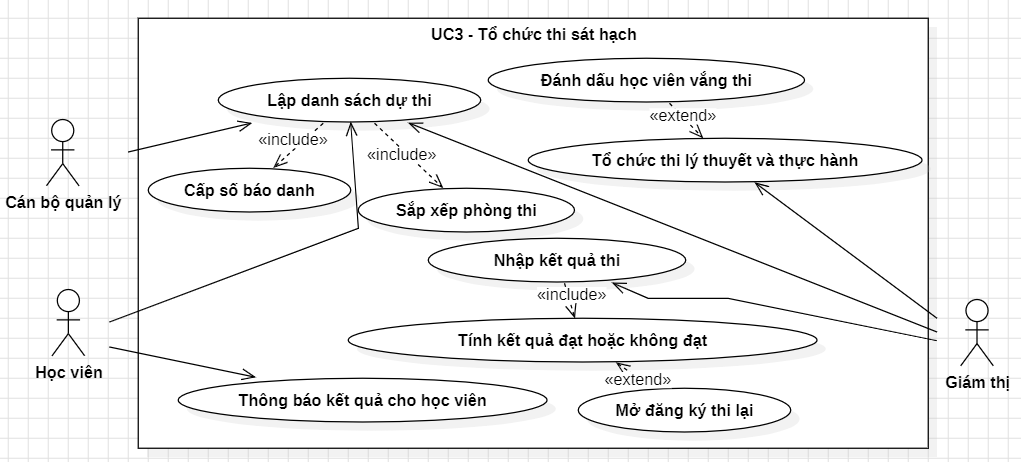 UC3 - Tổ chức thi sát hạch
Đánh dấu học viên vắng thi
Lập danh sách dự thi
«extend»
«include»
«include»
Tổ chức thi lý thuyết và thực hành
Cấp số báo danh
Cán bộ quản lý
Sắp xếp phòng thi
Nhập kết quả thi
«include»
Tính kết quả đạt hoặc không đạt
Học viên
«extend»
Giám thị
Thông báo kết quả cho học viên
Mở đăng ký thi lại